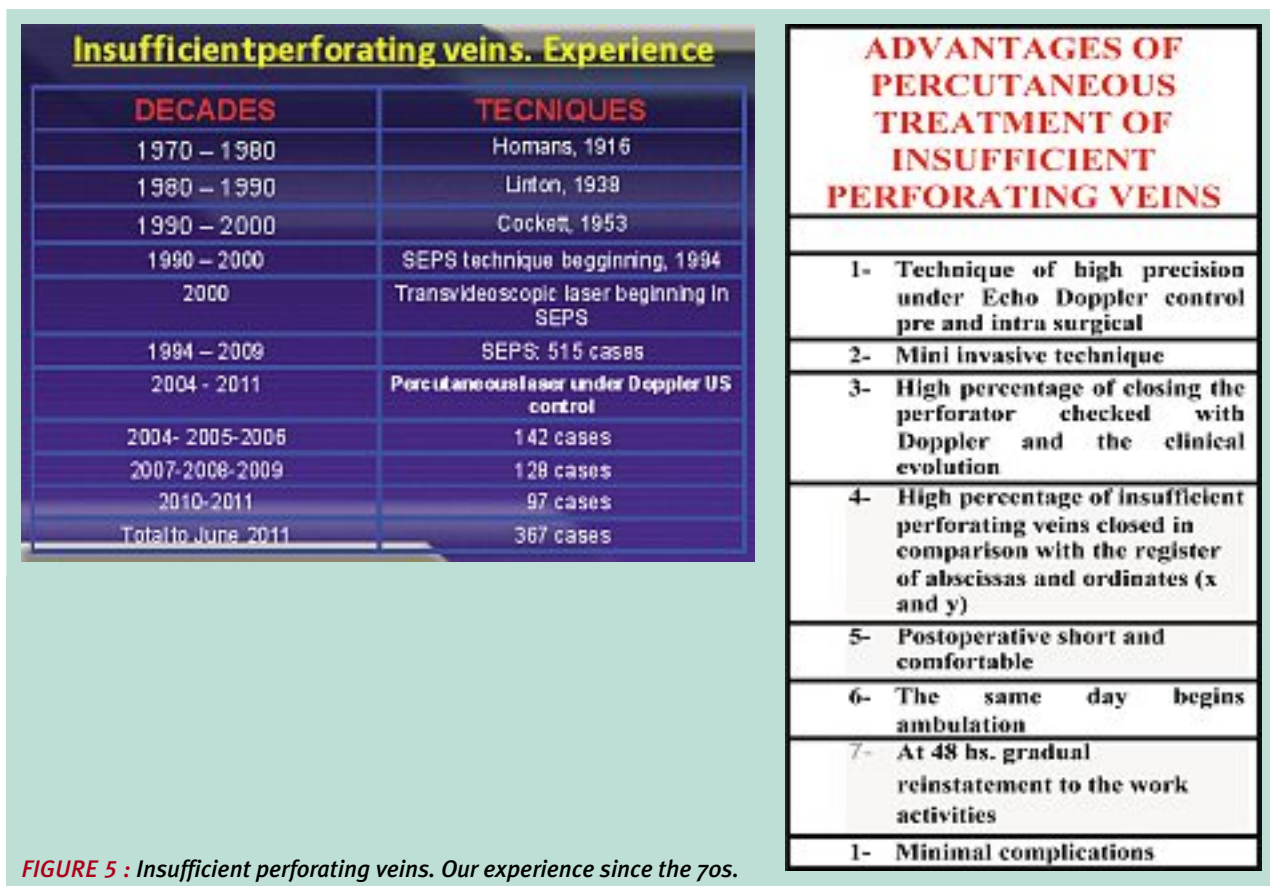 Insufficientperforating veins. Experience
DECADES TECNIQUES
1970 – 1980 Homans, 1916
1980 – 1990 Linton, 1938
1990 – 2000 Cockett, 1953
1990 – 2000 SEPS technique begginning, 1994
2000 Transvideoscopic laser beginning in
SEPS
1994 – 2009 SEPS: 515 cases
2004 - 2011 Percutaneouslaser under Doppler US
control
2004- 2005-2006 142 cases
2007-2008-2009 128 cases
2010-2011 97 cases
Totalto June 2011 367 cases
ADVANTAGES OF
PERCUTANEOUS
TREATMENT OF
INSUFFICIENT
PERFORATING VEINS
1- Technique of high precision
under Echo Doppler control
pre and intra surgical
2- Mini invasive technique
3- High percentage of closing the
perforator checked with
Doppler and the clinical
evolution
4- High percentage of insufficient
perforating veins closed in
comparison with the register
of abscissas and ordinates (x
and y)
5- Postoperative short and
comfortable
6- The same day begins
ambulation
7- At 48 hs. gradual
reinstatement to the work
activities
1- Minimal complications
FIGURE 5 : Insufficient perforating veins. Our experience since the 70s.